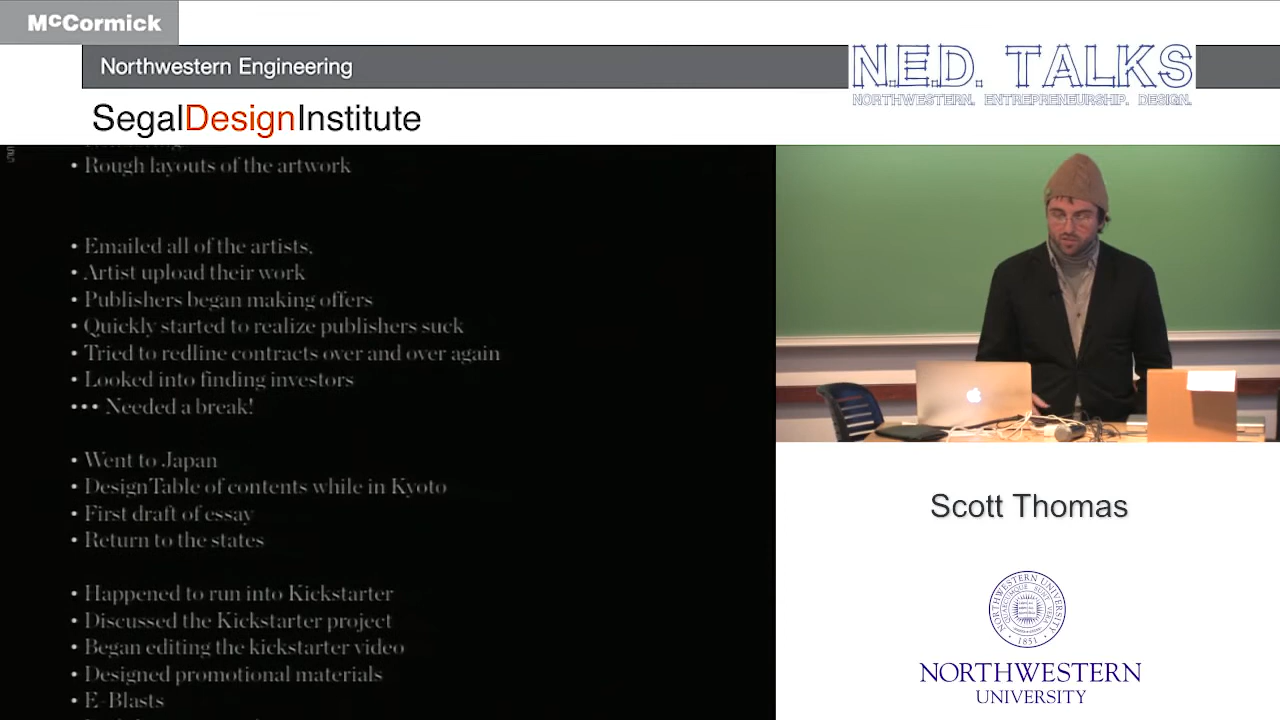 McCormick
Northwestern Engineering
N.E.D. TALKS
NORTHWESTERN. ENTREPRENEURSHIP. DESIGN.
SegalDesignInstitute
• Rough layouts of the artwork
• Emailed all of the artists,
• Artist upload their work
• Publishers began making offers
• Quickly started to realize publishers suck
• Tried to redline contracts over and over again
• Looked into finding investors
••• Needed a break!
• Went to Japan
• DesignTable of contents while in Kyoto
• First draft of essay
• Return to the states
• Happened to run into Kickstarter
• Discussed the Kickstarter project
• Began editing the kickstarter video
• Designed promotional materials
• E-Blasts
Scott Thomas
NORTHWESTERN UNIVERSITY
1851
NORTHWESTERN
UNIVERSITY